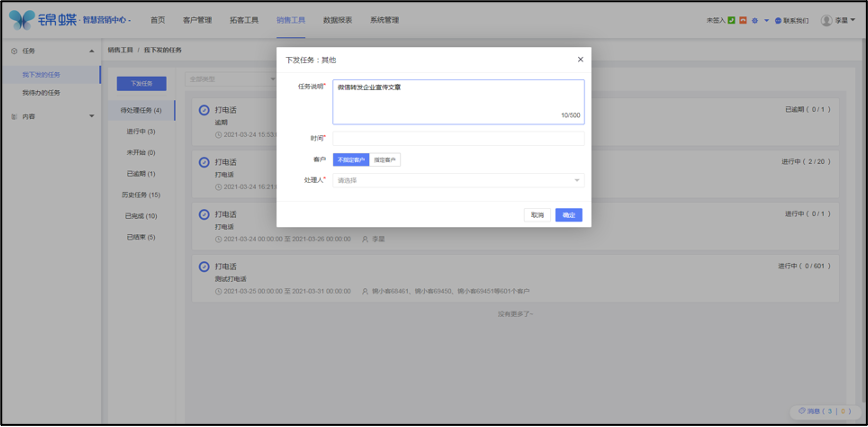 锦蝶 · 智慧营销中心 -
首页 客户管理 拓客工具 销售工具 数据报表 系统管理
未签入 联系我们 李晨
任务
我下发的任务
我待办的任务
内容
销售工具 / 我下发的任务
下发任务
全部类型
待处理任务 (4)
进行中 (3)
未开始 (0)
已逾期 (1)
历史任务 (15)
已完成 (10)
已结束 (5)
打电话
已逾期 ( 0 / 1 )
逾期
2021-03-24 15:53:
打电话
进行中 ( 2 / 20 )
打电话
2021-03-24 16:21:
打电话
进行中 ( 0 / 1 )
打电话
2021-03-24 00:00:00 至 2021-03-26 00:00:00 李晨
打电话
进行中 ( 0 / 601 )
测试打电话
2021-03-25 00:00:00 至 2021-03-31 00:00:00 锦小客68461、锦小客69450、锦小客69451等601个客户
没有更多了~
下发任务：其他
任务说明*
微信转发企业宣传文章
10/500
时间*
客户 不限定客户 指定客户
处理人* 请选择
取消 确定
消息 ( 3 | 8 )